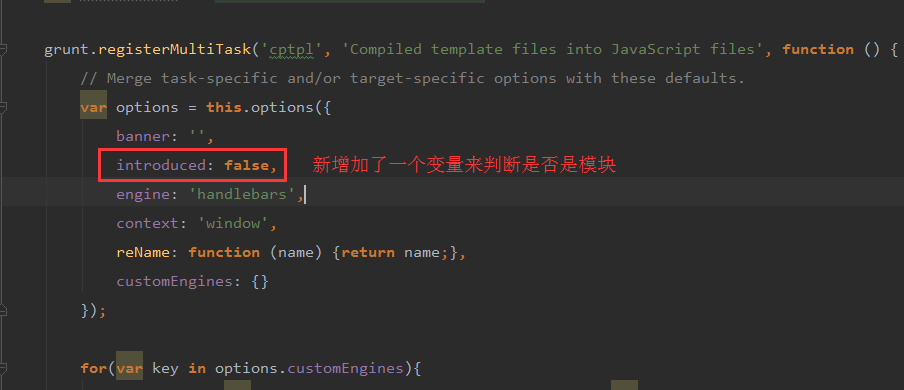 grunt.registerMultiTask('cptpl', 'Compiled template files into JavaScript files', function () {
// Merge task-specific and/or target-specific options with these defaults.
var options = this.options({
banner: '',
introduced: false, 新增加了一个变量来判断是否是模块
engine: 'handlebars',
context: 'window',
reName: function (name) {return name;},
customEngines: {}
});
for(var key in options.customEngines){